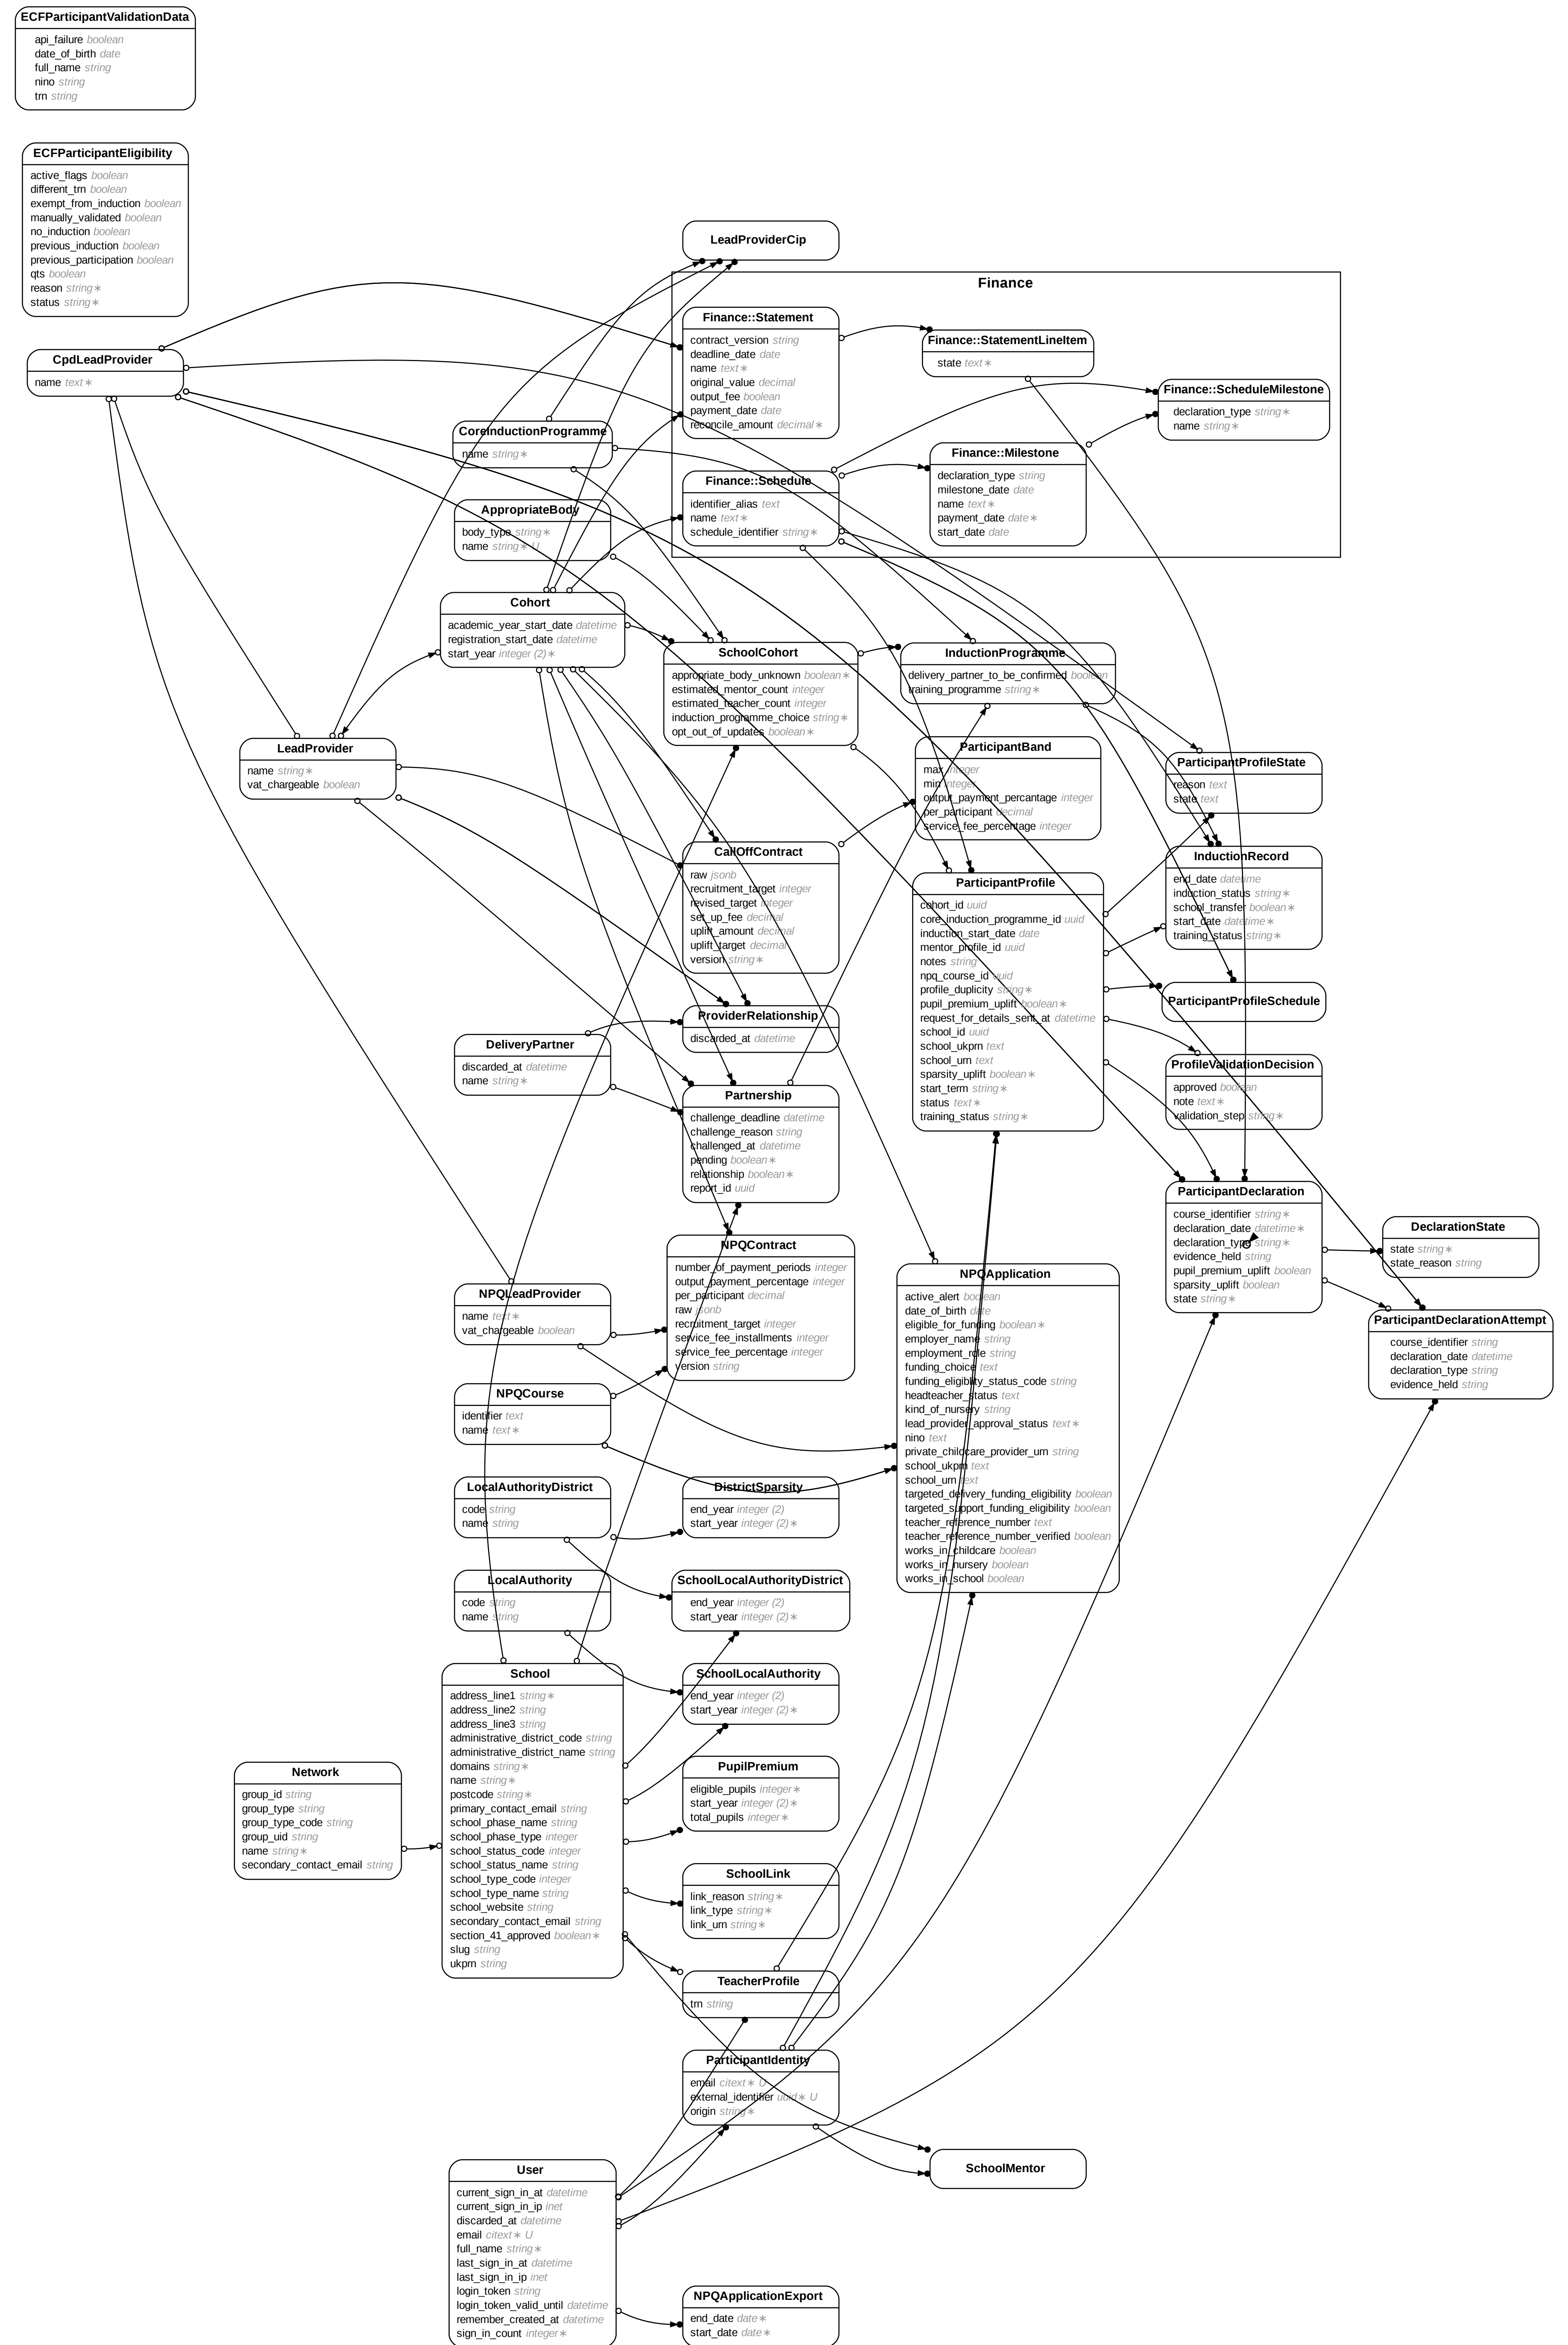 ECFParticipantValidationData
api_failure boolean
date_of_birth date
full_name string
nino string
trn string
ECFParticipantEligibility
active_flags boolean
different_trn boolean
exempt_from_induction boolean
manually_validated boolean
no_induction boolean
previous_induction boolean
previous_participation boolean
qts boolean
reason string∗
status string∗
LeadProviderCip
Finance
Finance::Statement
contract_version string
deadline_date date
name text∗
original_value decimal
output_fee boolean
payment_date date
reconcile_amount decimal∗
Finance::StatementLineItem
state text∗
CpdLeadProvider
name text∗
Finance::ScheduleMilestone
declaration_type string∗
name string∗
CoreInductionProgramme
name string∗
Finance::Milestone
declaration_type string
milestone_date date
name text∗
payment_date date∗
start_date date
Finance::Schedule
identifier_alias text
name text∗
schedule_identifier string∗
AppropriateBody
body_type string∗
name string∗ U
Cohort
academic_year_start_date datetime
registration_start_date datetime
start_year integer (2)∗
SchoolCohort
appropriate_body_unknown boolean∗
estimated_mentor_count integer
estimated_teacher_count integer
induction_programme_choice string∗
opt_out_of_updates boolean∗
InductionProgramme
delivery_partner_to_be_confirmed boolean
training_programme string∗
LeadProvider
name string∗
vat_chargeable boolean
ParticipantBand
max integer
min integer
output_payment_percantage integer
per_participant decimal
service_fee_percentage integer
ParticipantProfileState
reason text
state text
CallOffContract
raw jsonb
recruitment_target integer
revised_target integer
set_up_fee decimal
uplift_amount decimal
uplift_target decimal
version string∗
InductionRecord
end_date datetime
induction_status string∗
school_transfer boolean∗
start_date datetime∗
training_status string∗
ParticipantProfile
cohort_id uuid
core_induction_programme_id uuid
induction_start_date date
mentor_profile_id uuid
notes string
npq_course_id uuid
profile_duplicity string∗
pupil_premium_uplift boolean∗
request_for_details_sent_at datetime
school_id uuid
school_ukprn text
school_urn text
sparsity_uplift boolean∗
start_term string∗
status text∗
training_status string∗
ParticipantProfileSchedule
ProviderRelationship
discarded_at datetime
DeliveryPartner
discarded_at datetime
name string∗
ProfileValidationDecision
approved boolean
note text∗
validation_step string∗
Partnership
challenge_deadline datetime
challenge_reason string
challenged_at datetime
pending boolean∗
relationship boolean∗
report_id uuid
ParticipantDeclaration
course_identifier string∗
declaration_date datetime∗
declaration_type string∗
evidence_held string
pupil_premium_uplift boolean
sparsity_uplift boolean
state string∗
DeclarationState
state string∗
state_reason string
NPQContract
number_of_payment_periods integer
output_payment_percentage integer
per_participant decimal
raw jsonb
recruitment_target integer
service_fee_installments integer
service_fee_percentage integer
version string
NPQLeadProvider
name text∗
vat_chargeable boolean
NPQApplication
active_alert boolean
date_of_birth date
eligible_for_funding boolean∗
employer_name string
employment_role string
funding_choice text
funding_eligiblity_status_code string
headteacher_status text
kind_of_nursery string
lead_provider_approval_status text∗
nino text
private_childcare_provider_urn string
school_ukprn text
school_urn text
targeted_delivery_funding_eligibility boolean
targeted_support_funding_eligibility boolean
teacher_reference_number text
teacher_reference_number_verified boolean
works_in_childcare boolean
works_in_nursery boolean
works_in_school boolean
ParticipantDeclarationAttempt
course_identifier string
declaration_date datetime
declaration_type string
evidence_held string
NPQCourse
identifier text
name text∗
LocalAuthorityDistrict
code string
name string
DistrictSparsity
end_year integer (2)
start_year integer (2)∗
LocalAuthority
code string
name string
SchoolLocalAuthorityDistrict
end_year integer (2)
start_year integer (2)∗
School
address_line1 string∗
address_line2 string
address_line3 string
administrative_district_code string
administrative_district_name string
domains string∗
name string∗
postcode string∗
primary_contact_email string
school_phase_name string
school_phase_type integer
school_status_code integer
school_status_name string
school_type_code integer
school_type_name string
school_website string
secondary_contact_email string
section_41_approved boolean∗
slug string
ukprn string
SchoolLocalAuthority
end_year integer (2)
start_year integer (2)∗
Network
group_id string
group_type string
group_type_code string
group_uid string
name string∗
secondary_contact_email string
PupilPremium
eligible_pupils integer∗
start_year integer (2)∗
total_pupils integer∗
SchoolLink
link_reason string∗
link_type string∗
link_urn string∗
TeacherProfile
trn string
ParticipantIdentity
email citext∗ U
external_identifier uuid∗ U
origin string∗
SchoolMentor
User
current_sign_in_at datetime
current_sign_in_ip inet
discarded_at datetime
email citext∗ U
full_name string∗
last_sign_in_at datetime
last_sign_in_ip inet
login_token string
login_token_valid_until datetime
remember_created_at datetime
sign_in_count integer∗
NPQApplicationExport
end_date date∗
start_date date∗